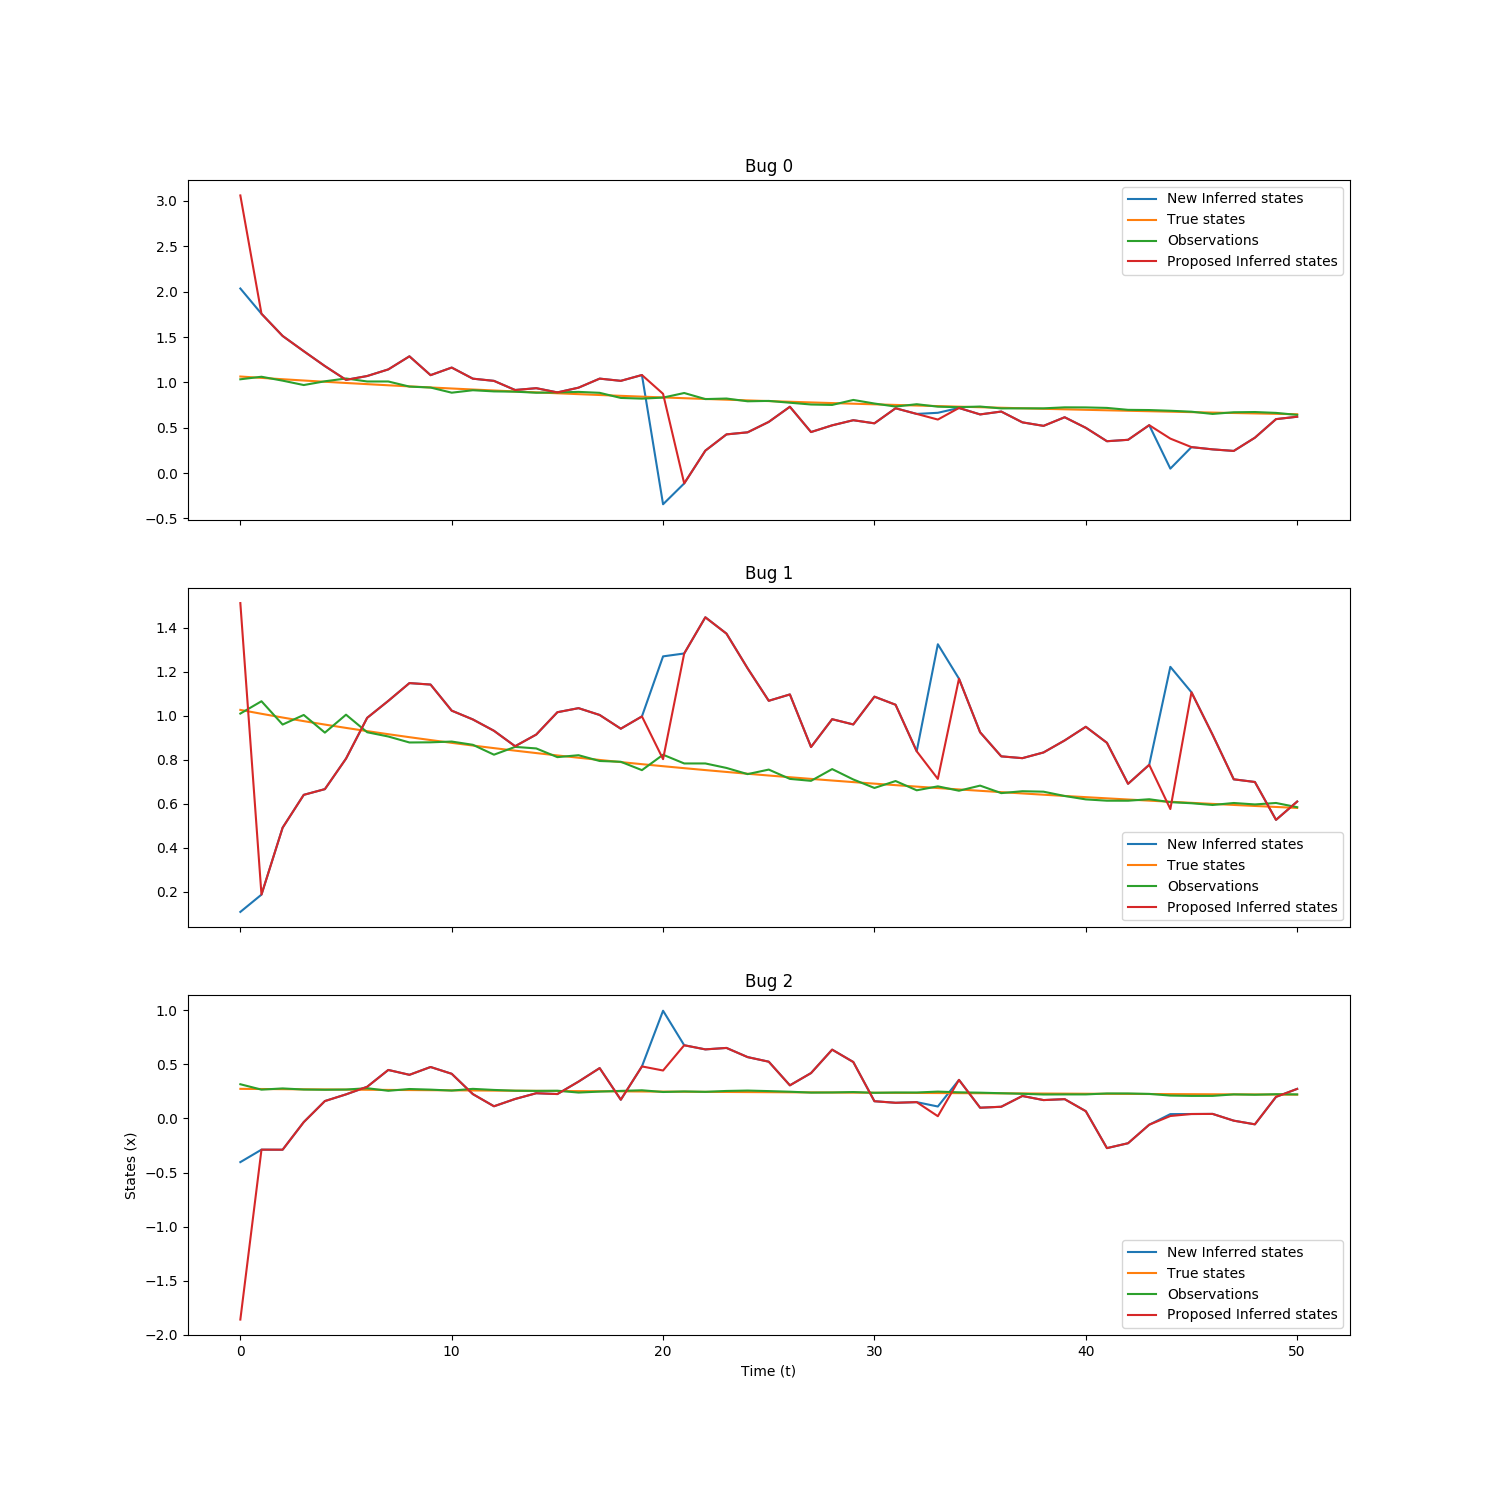 Bug 0
3.0
2.5
2.0
1.5
1.0
0.5
0.0
−0.5
New Inferred states
True states
Observations
Proposed Inferred states
Bug 1
1.4
1.2
1.0
0.8
0.6
0.4
0.2
New Inferred states
True states
Observations
Proposed Inferred states
Bug 2
1.0
0.5
0.0
−0.5
−1.0
−1.5
−2.0
States (x)
New Inferred states
True states
Observations
Proposed Inferred states
0 10 20 30 40 50
Time (t)